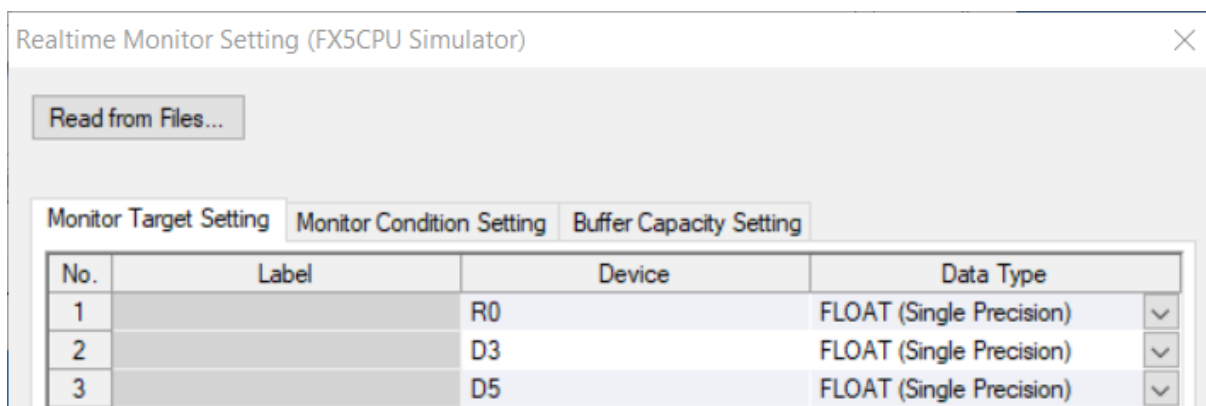 Realtime Monitor Setting (FX5CPU Simulator)
Read from Files...
Monitor Target Setting Monitor Condition Setting Buffer Capacity Setting
No. Label Device Data Type
1 R0 FLOAT (Single Precision)
2 D3 FLOAT (Single Precision)
3 D5 FLOAT (Single Precision)